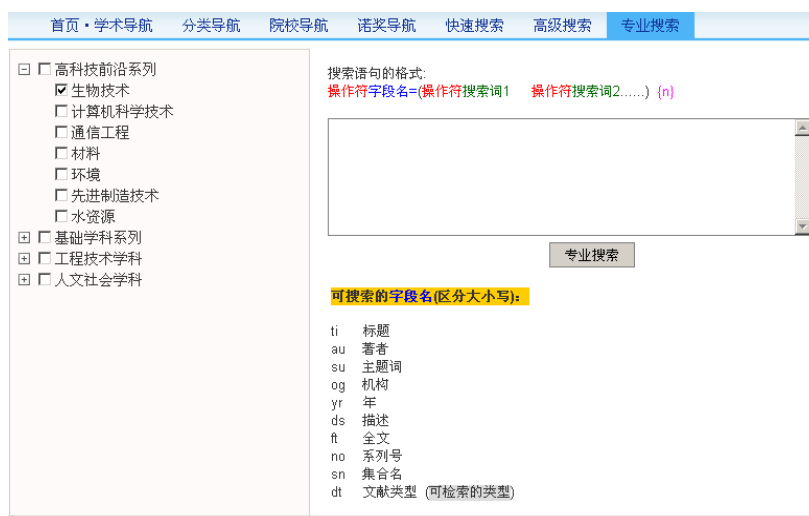 首页・学术导航 分类导航 院校导航 诺奖导航 快速搜索 高级搜索 专业搜索
高科技前沿系列
生物技术
计算机科学技术
通信工程
材料
环境
先进制造技术
水资源
基础学科系列
工程技术学科
人文社会学科
搜索语句的格式:
操作符字段名=(操作符搜索词1 操作符搜索词2……) {n}
专业搜索
可搜索的字段名(区分大小写):
ti 标题
au 著者
su 主题词
og 机构
yr 年
ds 描述
ft 全文
no 系列号
sn 集合名
dt 文献类型 (可检索的类型)